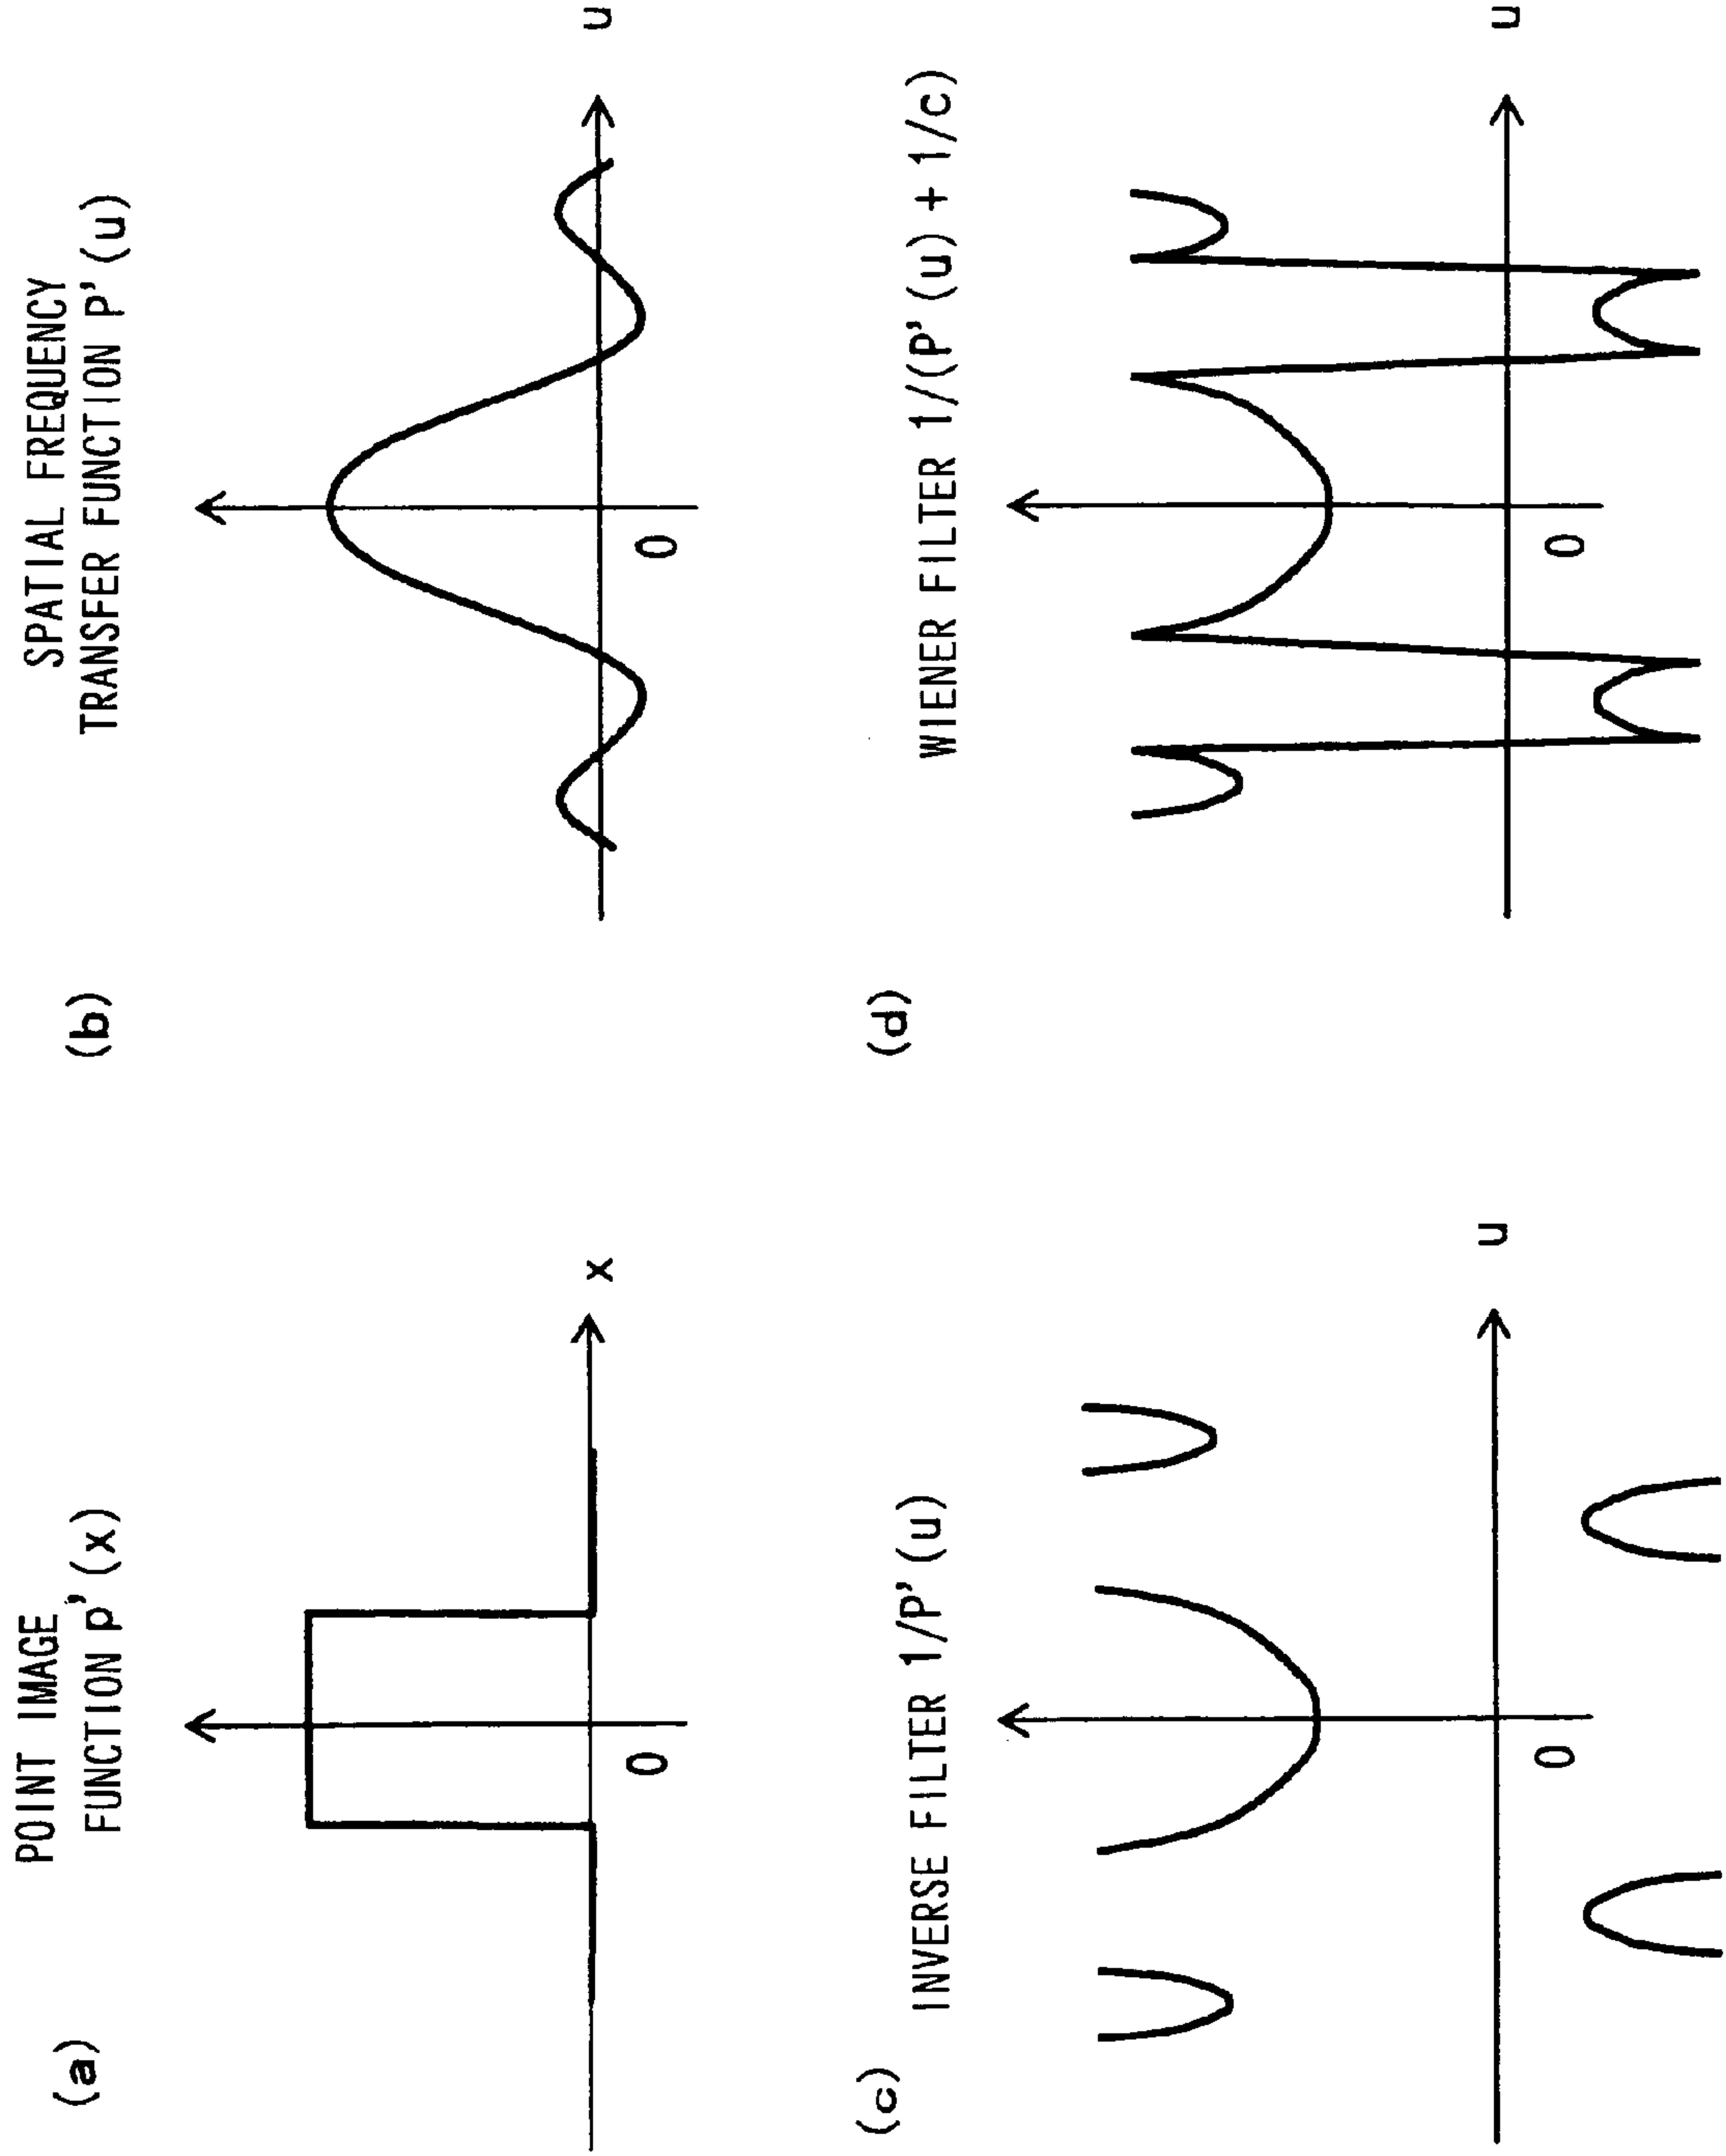 (a)
POINT IMAGE
FUNCTION p'(x)
x
0
(b)
SPATIAL FREQUENCY
TRANSFER FUNCTION P'(u)
u
0
(c)
INVERSE FILTER 1/P'(u)
u
0
(d)
WIENER FILTER 1/(P'(u) + 1/c)
u
0